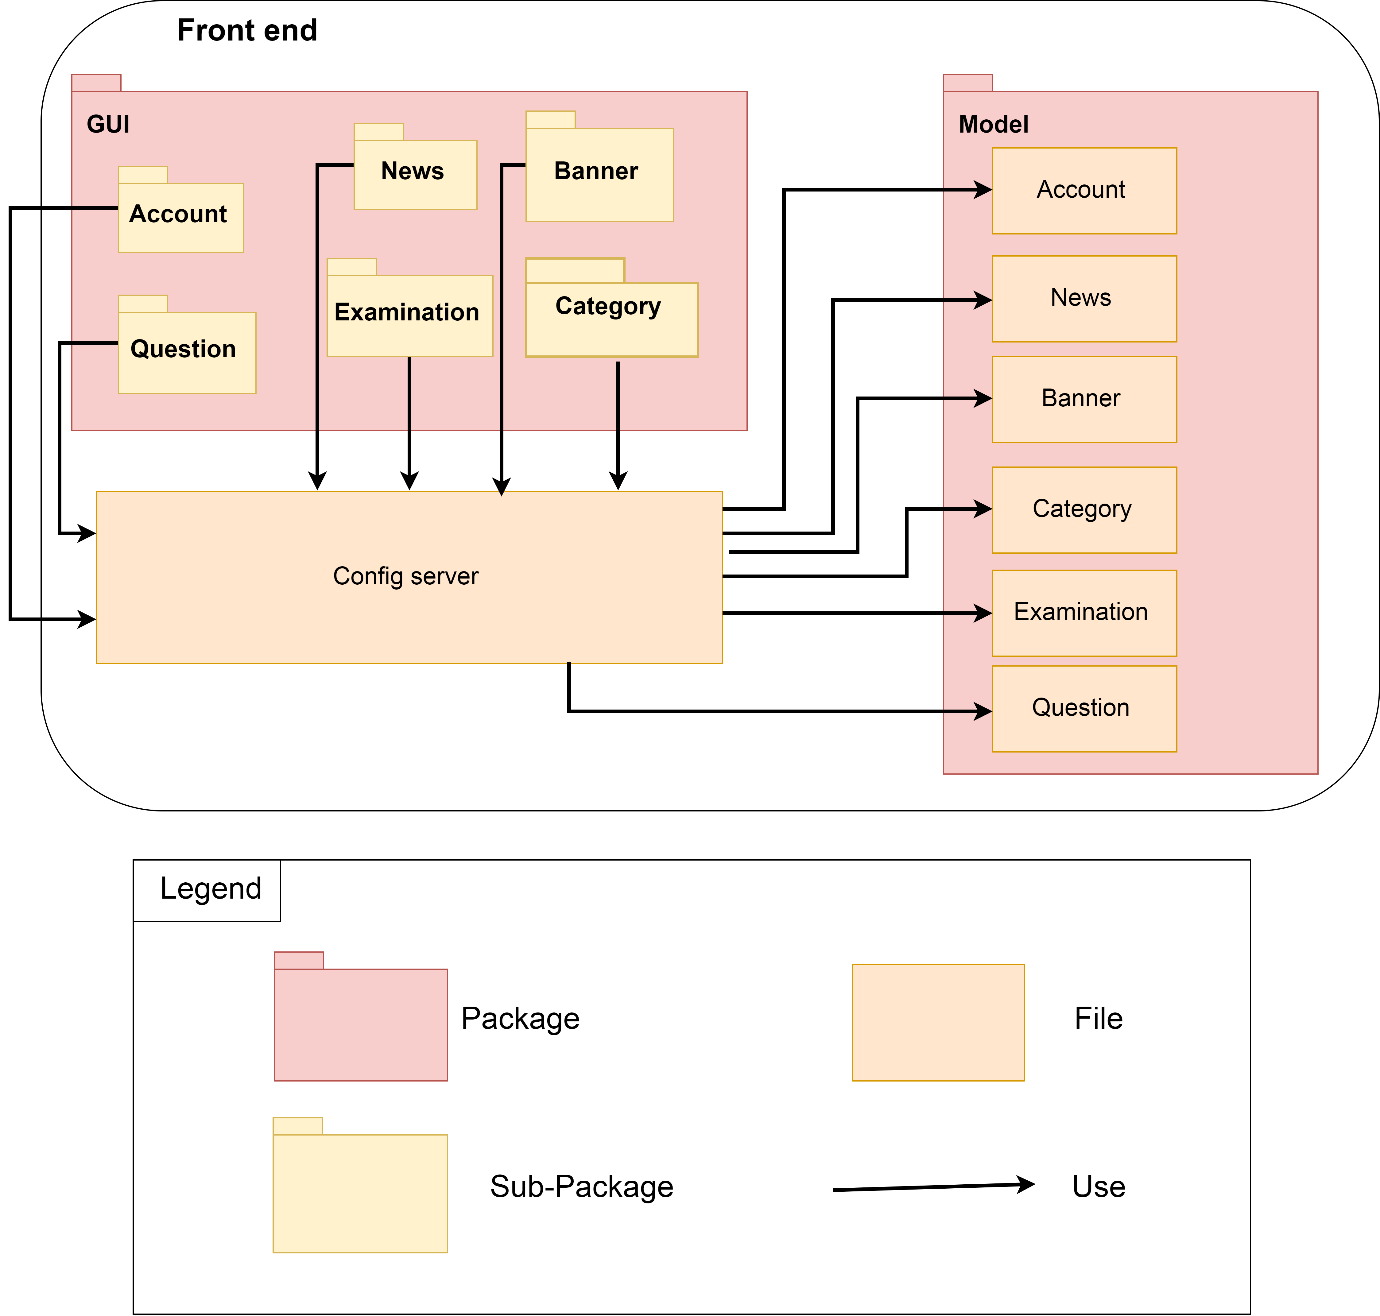 Front end
GUI
News
Banner
Account
Examination
Category
Question
Config server
Model
Account
News
Banner
Category
Examination
Question
Legend
Package
File
Sub-Package
Use